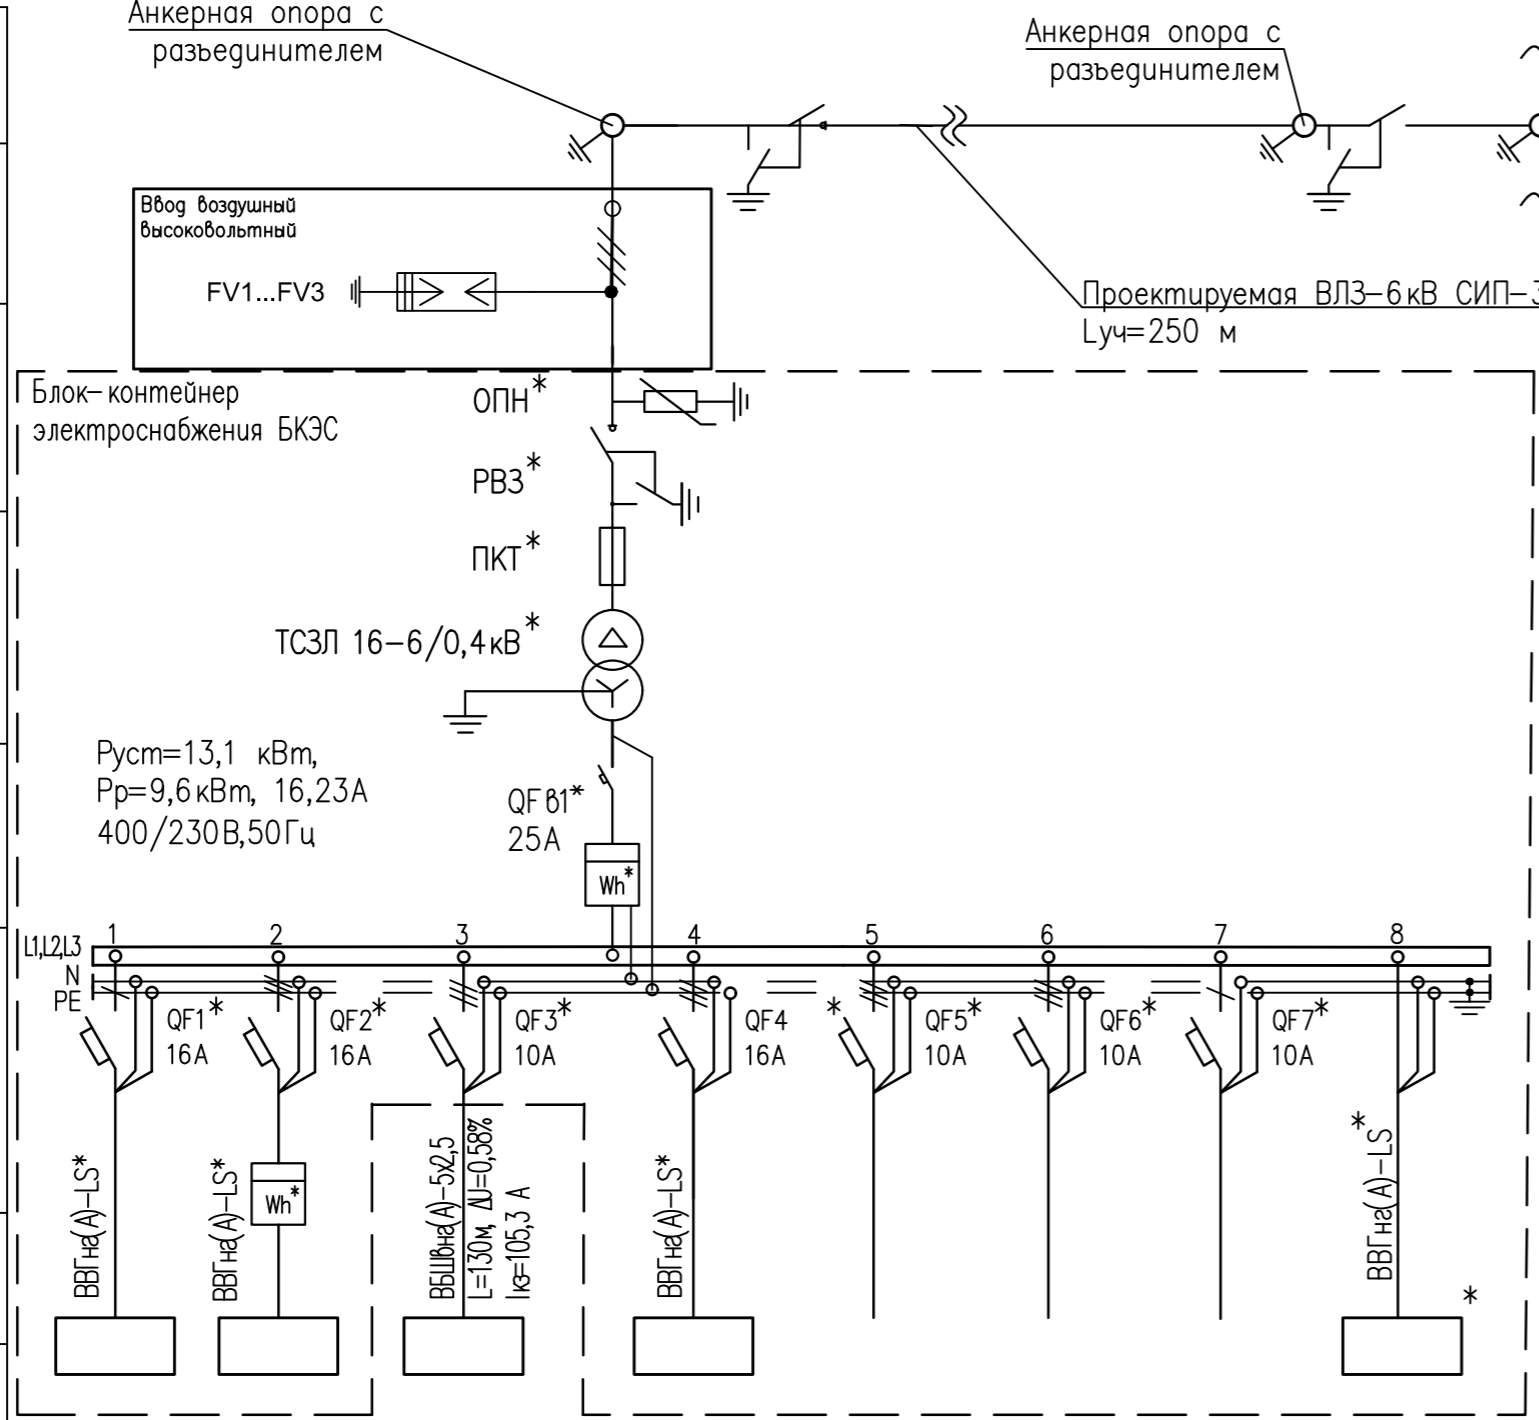 Анкерная опора с
разъединителем
Анкерная опора с
разъединителем
Ввод воздушный
высоковольтный
FV1...FV3
Проектируемая ВЛЗ-6кВ СИП-3
Lуч=250 м
Блок-контейнер
электроснабжения БКЭС
ОПН*
РВЗ*
ПКТ*
ТСЗЛ 16-6/0,4кВ*
Руст=13,1 кВт,
Рр=9,6кВт, 16,23А
400/230В,50Гц
QFв1*
25А
Wh*
L1,L2,L3
1
2
3
4
5
6
7
8
N
PE
QF1*
16А
QF2*
16А
QF3*
10А
QF4 *
16А
QF5*
10А
QF6*
10А
QF7*
10А
ВВГнг(А)-LS*
ВВГнг(А)-LS*
Wh*
ВБШвнг(А)-5х2,5
L=130м, ΔU=0,58%
Iкз=105,3 А
ВВГнг(А)-LS*
ВВГнг(А)-LS*
*